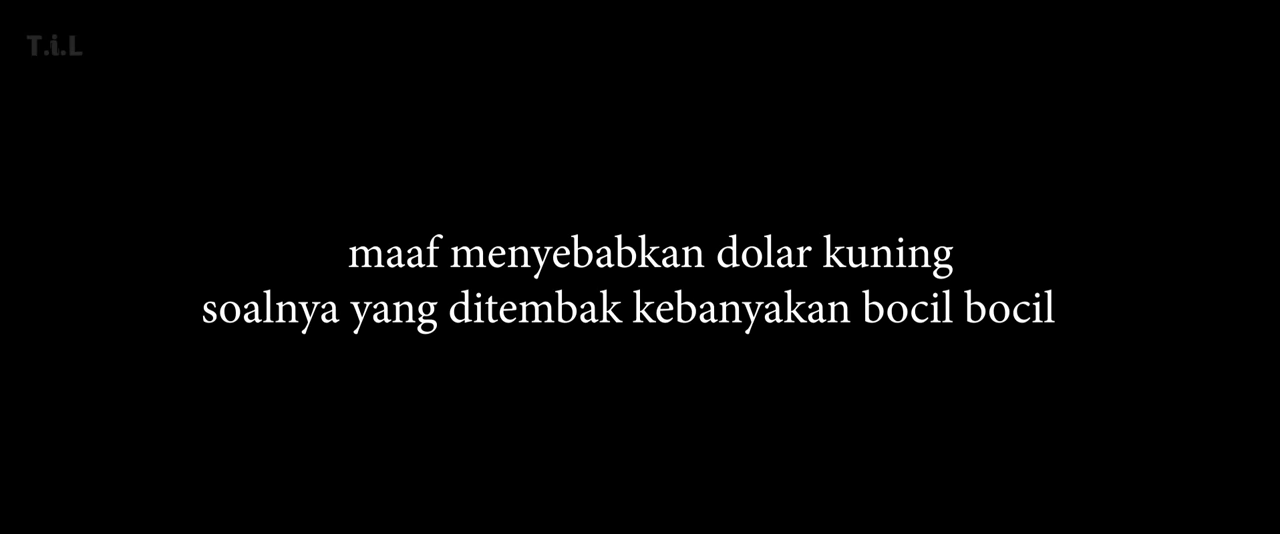 T.i.L
maaf menyebabkan dolar kuning
soalnya yang ditembak kebanyakan bocil bocil